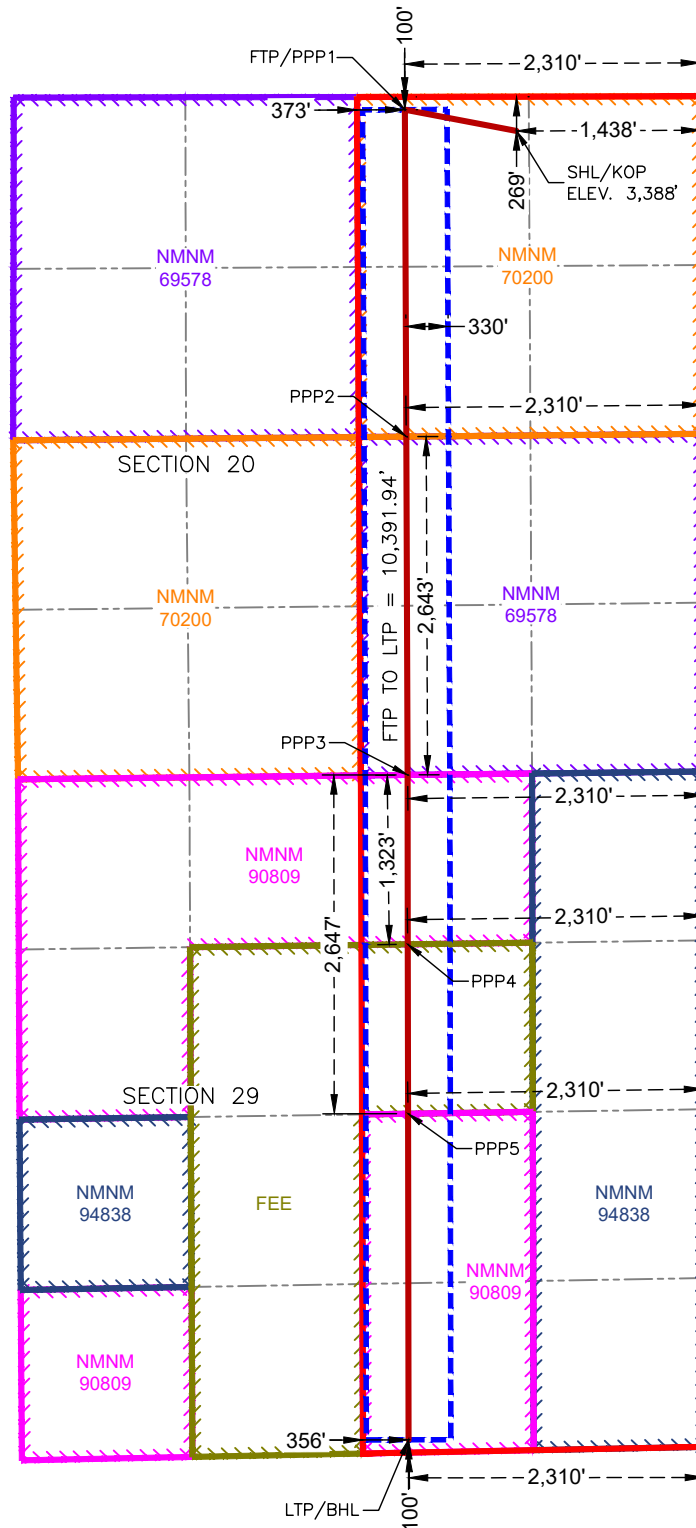 100'
FTP/PPP1
2,310'
373'
1,438'
SHL/KOP
ELEV. 3,388'
269'
NMNM
69578
NMNM
70200
330'
PPP2
2,310'
SECTION 20
FTP TO LTP = 10,391.94'
2,643'
NMNM
70200
NMNM
69578
PPP3
2,310'
NMNM
90809
1,323'
2,310'
2,647'
PPP4
SECTION 29
2,310'
PPP5
NMNM
94838
FEE
NMNM
94838
NMNM
90809
NMNM
90809
356'
2,310'
LTP/BHL
100'